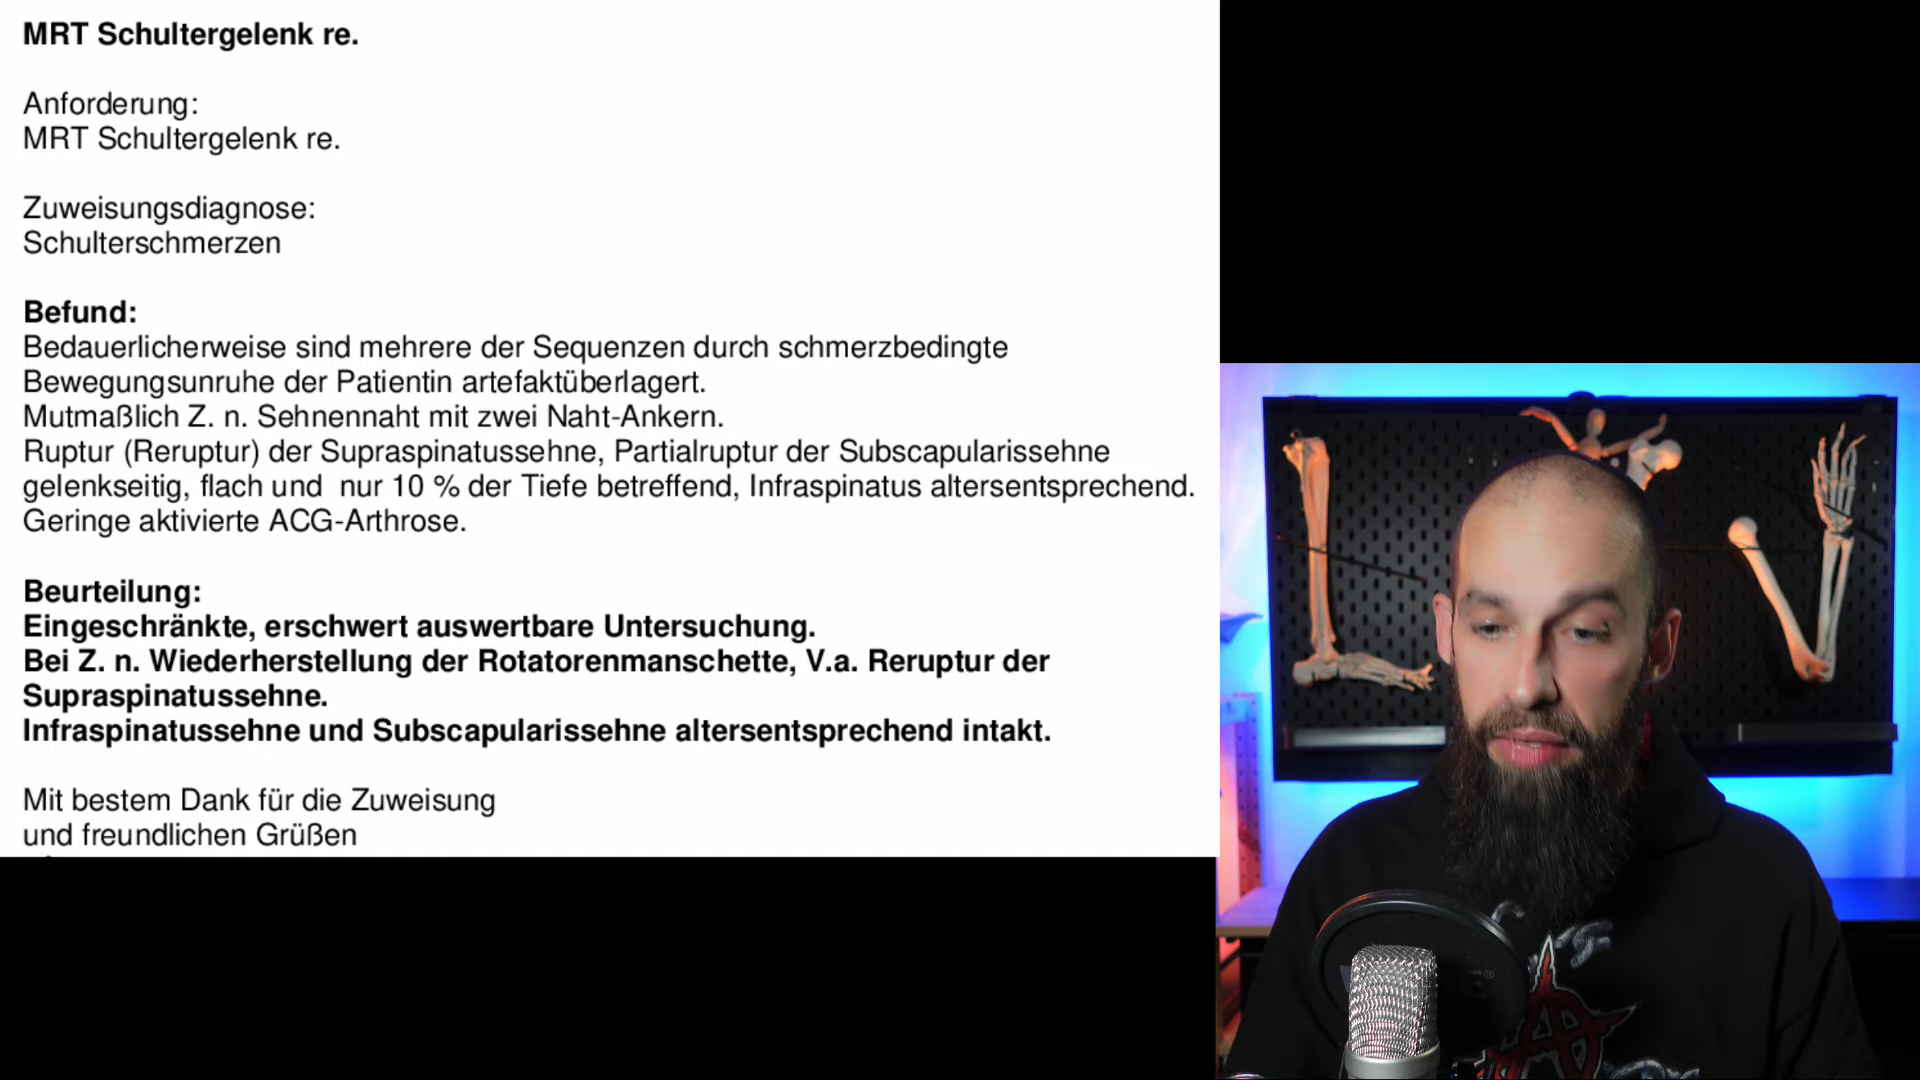 MRT Schultergelenk re.
Anforderung:
MRT Schultergelenk re.
Zuweisungsdiagnose:
Schulterschmerzen
Befund:
Bedauerlicherweise sind mehrere der Sequenzen durch schmerzbedingte
Bewegungsunruhe der Patientin artefaktüberlagert.
Mutmaßlich Z. n. Sehnennaht mit zwei Naht-Ankern.
Ruptur (Reruptur) der Supraspinatussehne, Partialruptur der Subscapularissehne
gelenkseitig, flach und  nur 10 % der Tiefe betreffend, Infraspinatus altersentsprechend.
Geringe aktivierte ACG-Arthrose.
Beurteilung:
Eingeschränkte, erschwert auswertbare Untersuchung.
Bei Z. n. Wiederherstellung der Rotatorenmanschette, V.a. Reruptur der
Supraspinatussehne.
Infraspinatussehne und Subscapularissehne altersentsprechend intakt.
Mit bestem Dank für die Zuweisung
und freundlichen Grüßen